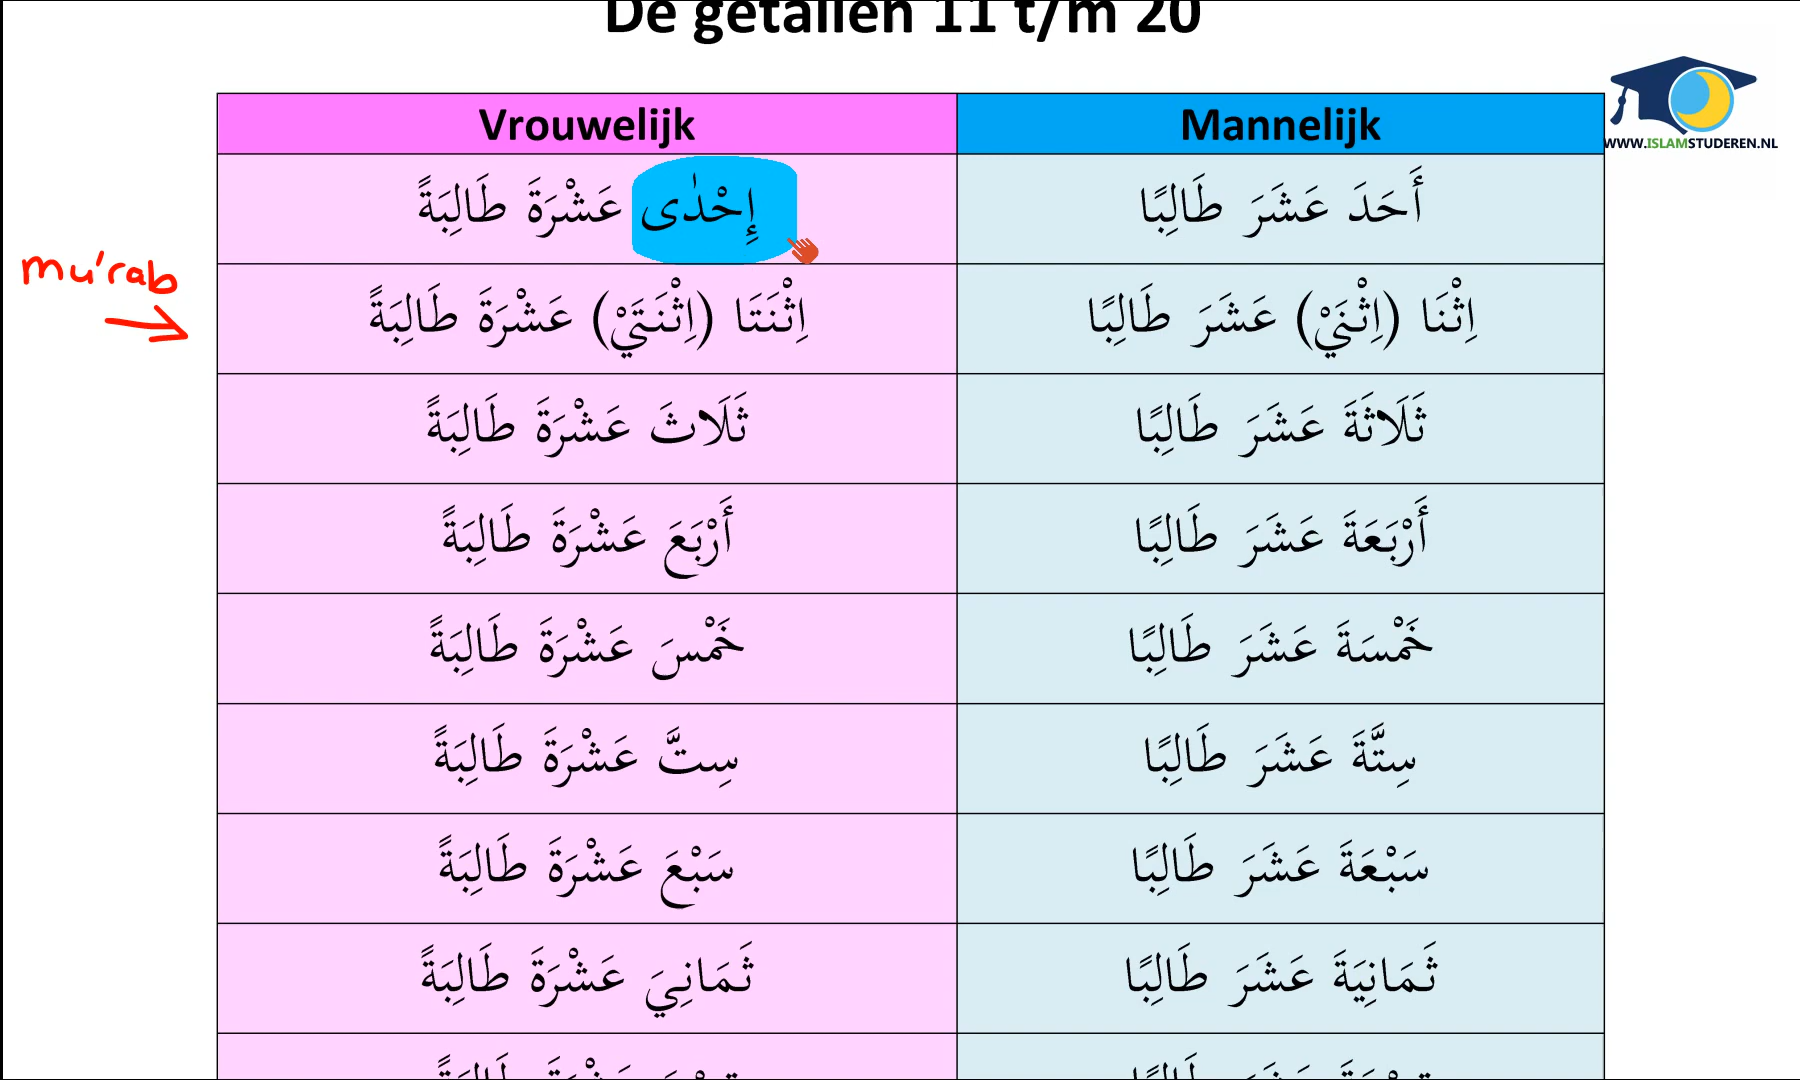 De getallen 11 t/m 20
WWW.ISLAMSTUDEREN.NL
Vrouwelijk Mannelijk
أَحَدَ عَشَرَ طَالِبًا إِحْدٰى عَشْرَةَ طَالِبَةً
mu'rab
اِثْنَا (اِثْنَيْ) عَشَرَ طَالِبًا اِثْنَتَا (اِثْنَتَيْ) عَشْرَةَ طَالِبَةً
ثَلَاثَةَ عَشَرَ طَالِبًا ثَلَاثَ عَشْرَةَ طَالِبَةً
أَرْبَعَةَ عَشَرَ طَالِبًا أَرْبَعَ عَشْرَةَ طَالِبَةً
خَمْسَةَ عَشَرَ طَالِبًا خَمْسَ عَشْرَةَ طَالِبَةً
سِتَّةَ عَشَرَ طَالِبًا سِتَّ عَشْرَةَ طَالِبَةً
سَبْعَةَ عَشَرَ طَالِبًا سَبْعَ عَشْرَةَ طَالِبَةً
ثَمَانِيَةَ عَشَرَ طَالِبًا ثَمَانِيَ عَشْرَةَ طَالِبَةً